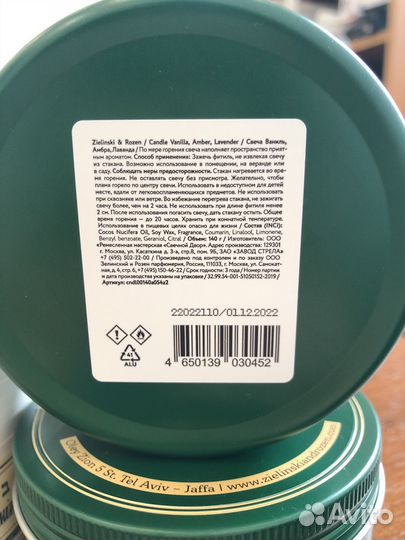 Zielinski & Rozen / Candle Vanilla, Amber, Lavender / Свеча Ваниль,
Амбра, Лаванда / По мере горения свеча наполняет пространство прият-
ным ароматом. Способ применения: Зажечь фитиль, не извлекая свечу
из стакана. Возможно использование в помещении, на веранде или
в саду. Соблюдать меры предосторожности. Стакан нагревается во
время горения. Не оставлять свечу без присмотра. Желательно, чтобы
пламя горело по центру свечи. Использовать в недоступном для детей
месте, вдали от легковоспламеняющихся предметов. Не использовать
при сквозняке или ветре. Во избежание перегрева стакана, не зажигать
свечу более, чем на 2 часа. Не использовать при длине фитиля менее
2 см. После использования погасить свечу, дать стакану остыть. Общее
время горения — до 20 часов. Хранить при комнатной температуре.
Использование в пищевых целях опасно для жизни / Состав (INCI):
Cocos Nucifera Oil, Soy Wax, Fragrance, Coumarin, Linalool, Limonene,
Benzyl benzoate, Geraniol, Citral / Объем: 140 г / Изготовитель: ООО
«Ремесленная мастерская «Свечной Двор». Фактический адрес: 129301
г. Москва, ул. Касаткина д. 3, стр. 3, пом. 9Б. ОАО «ЗАВОД СТРЕЛА»
+7 (495) 502-22-00 / Произведено под контролем и по заказу ООО
Зелинский и Розен парфюмерия, Россия, 111033, г. Москва, ул. Самокат-
ная, д.4, стр. 6, +7 (495) 150-46-22 / Срок годности: 3 года / Номер партии
и дата годности указаны на упаковке / 32.99.54-001-51050152-2019 /
Артикул: cndl00140a054a2
22022110/01.12.2022
41
ALU
4 650139 030452
Oley Zion 5 St. Tel Aviv – Jaffa | www.zielinskiandrozen.com
Avito